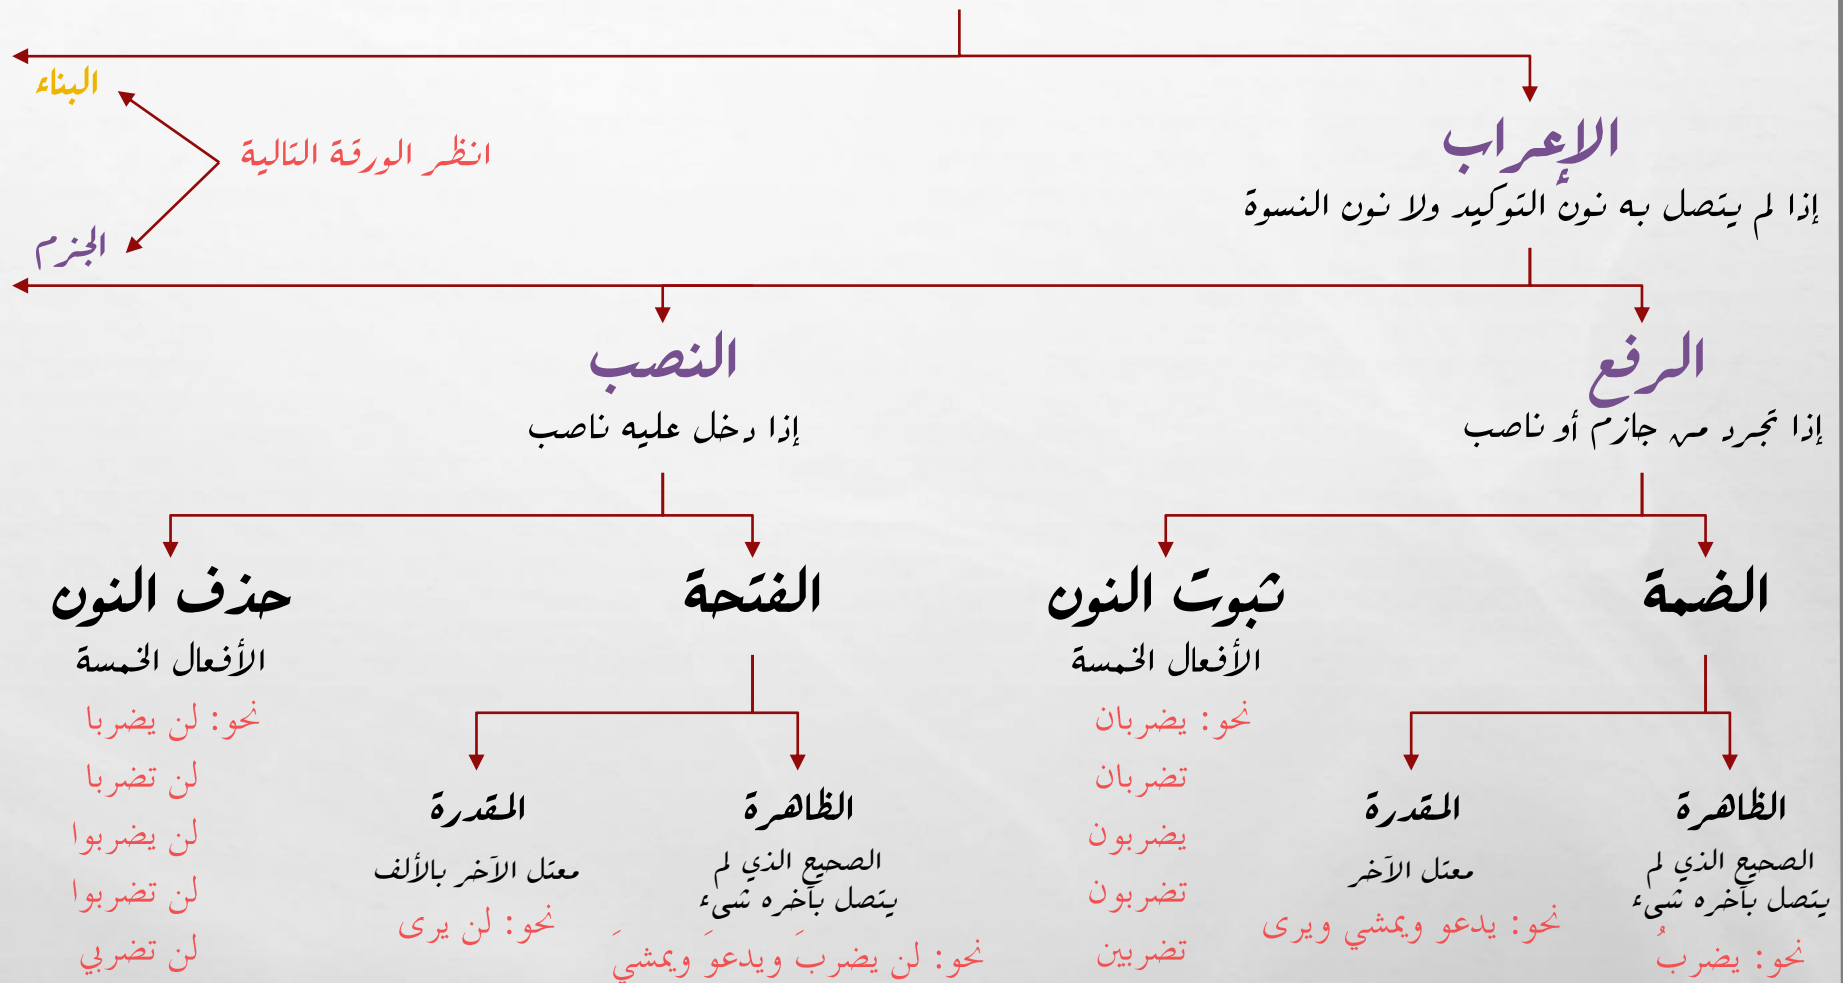 البناء
الإعراب
انظر الورقة التالية
إذا لم يتصل به نون التوكيد ولا نون النسوة
الجزم
الرفع
النصب
إذا تجرد من جازم أو ناصب
إذا دخل عليه ناصب
الضمة
ثبوت النون
الفتحة
حذف النون
الأفعال الخمسة
الأفعال الخمسة
نحو: يضربان
تضربان
يضربون
تضربون
تضربين
نحو: لن يضربا
لن تضربا
لن يضربوا
لن تضربوا
لن تضربي
الظاهرة
الصحيح الذي لم
يتصل بآخره شيء
نحو: يضربُ
المقدرة
معتل الآخر
نحو: يدعو ويمشي ويرى
الظاهرة
الصحيح الذي لم
يتصل بآخره شيء
نحو: لن يضربَ ويدعوَ ويمشيَ
المقدرة
معتل الآخر بالألف
نحو: لن يرى